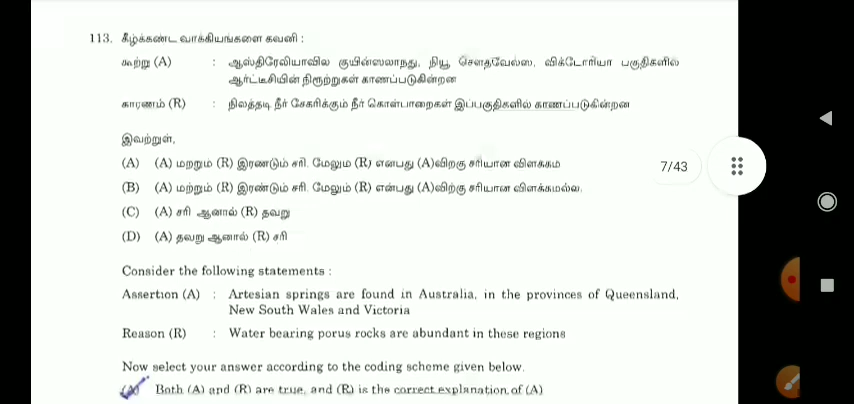 113. கீழ்க்கண்ட வாக்கியங்களை கவனி :
கூற்று (A) : ஆஸ்திரேலியாவில் குயின்ஸ்லாந்து, நியூ சௌத்வேல்ஸ், விக்டோரியா பகுதிகளில்
ஆர்ட்டீசியின் நீரூற்றுகள் காணப்படுகின்றன
காரணம் (R) : நிலத்தடி நீர் சேகரிக்கும் நீர் கொள்பாறைகள் இப்பகுதிகளில் காணப்படுகின்றன
இவற்றுள்,
(A) (A) மற்றும் (R) இரண்டும் சரி. மேலும் (R) என்பது (A)விற்கு சரியான விளக்கம்
7/43
(B) (A) மற்றும் (R) இரண்டும் சரி. மேலும் (R) என்பது (A)விற்கு சரியான விளக்கமல்ல.
(C) (A) சரி ஆனால் (R) தவறு
(D) (A) தவறு ஆனால் (R) சரி
Consider the following statements :
Assertion (A) : Artesian springs are found in Australia, in the provinces of Queensland,
New South Wales and Victoria
Reason (R) : Water bearing porus rocks are abundant in these regions
Now select your answer according to the coding scheme given below.
(A) Both (A) and (R) are true, and (R) is the correct explanation of (A)